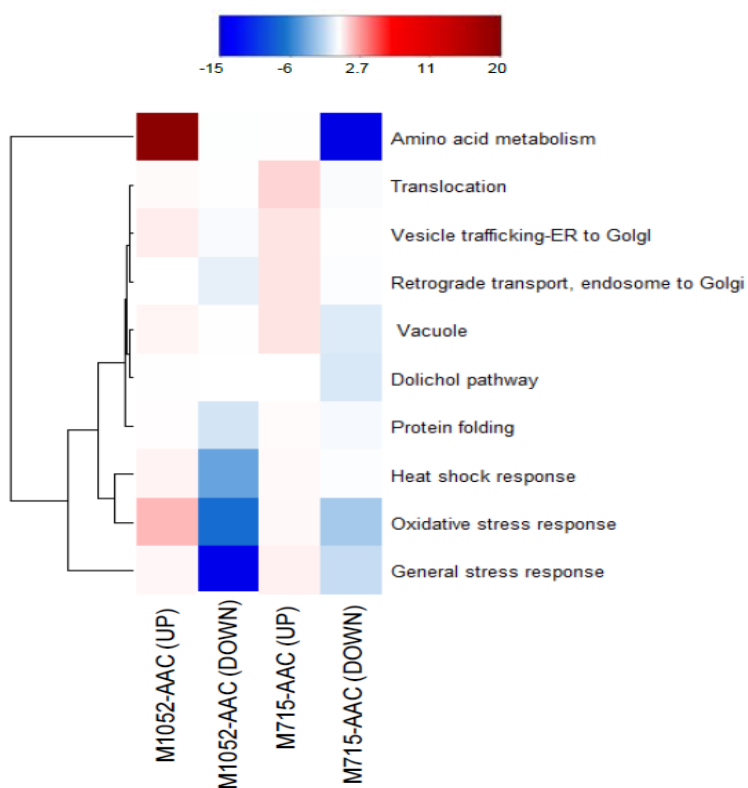 -15 -6 2.7 11 20
Amino acid metabolism
Translocation
Vesicle trafficking-ER to Golgl
Retrograde transport, endosome to Golgi
Vacuole
Dolichol pathway
Protein folding
Heat shock response
Oxidative stress response
General stress response
M1052-AAC (UP)
M1052-AAC (DOWN)
M715-AAC (UP)
M715-AAC (DOWN)